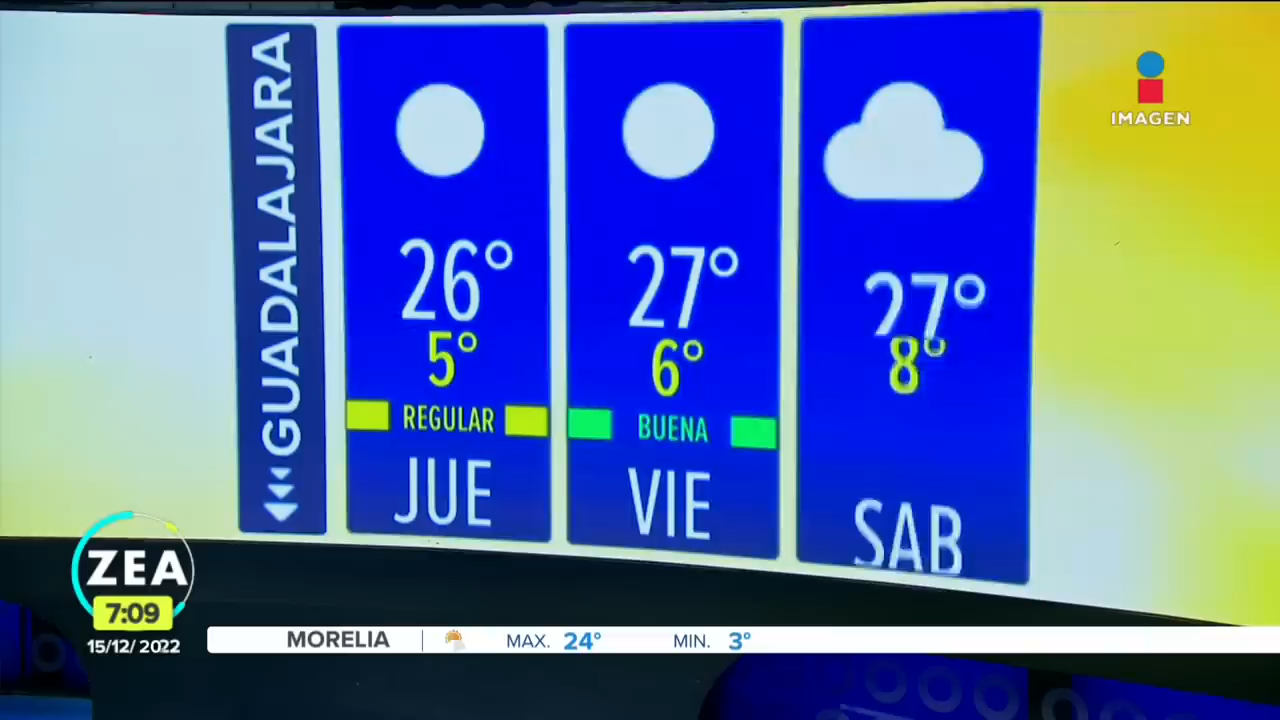 GUADALAJARA
26°
5°
REGULAR
JUE
27°
6°
BUENA
VIE
27°
8°
SAB
IMAGEN
ZEA
7:09
15/12/2022
MORELIA MAX. 24° MIN. 3°